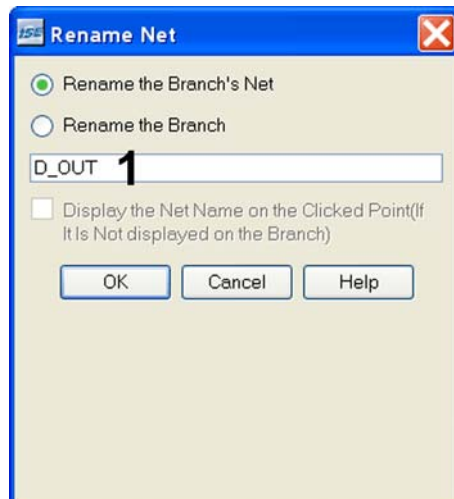 ISE Rename Net
Rename the Branch's Net
Rename the Branch
D_OUT 1
Display the Net Name on the Clicked Point(If
It Is Not displayed on the Branch)
OK Cancel Help